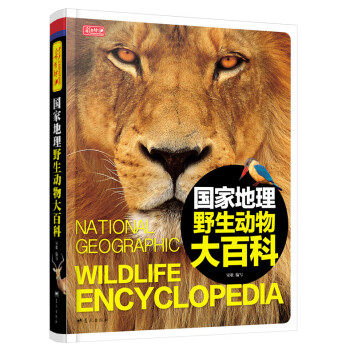 国家地理
野生动物
大百科
NATIONAL
GEOGRAPHIC
WILDLIFE
ENCYCLOPEDIA
国家地理野生动物大百科